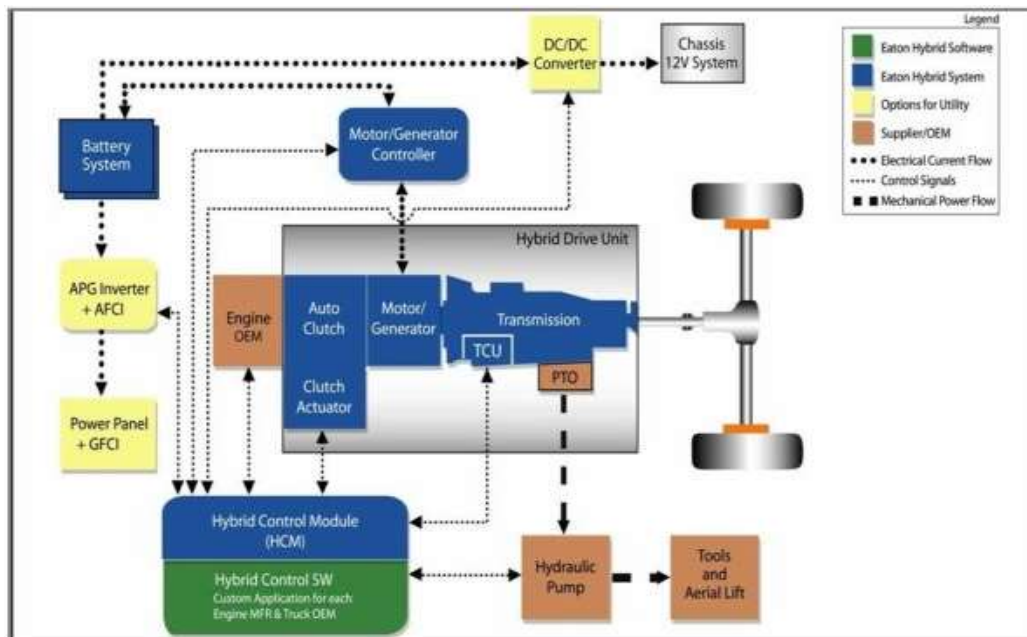 Legend
Eaton Hybrid Software
Eaton Hybrid System
Options for Utility
Supplier/OEM
Electrical Current Flow
Control Signals
Mechanical Power Flow
DC/DC
Converter
Chassis
12V System
Battery
System
Motor/Generator
Controller
Hybrid Drive Unit
APG Inverter
+ AFCI
Engine
OEM
Auto
Clutch
Motor/
Generator
Transmission
TCU
PTO
Clutch
Actuator
Power Panel
+ GFCI
Hybrid Control Module
(HCM)
Hybrid Control SW
Custom Application for each:
Engine MFR & Truck OEM
Hydraulic
Pump
Tools
and
Aerial Lift